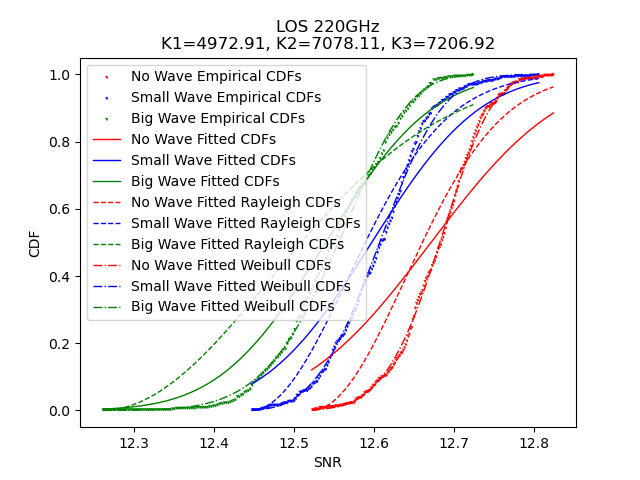 LOS 220GHz
K1=4972.91, K2=7078.11, K3=7206.92
No Wave Empirical CDFs
Small Wave Empirical CDFs
Big Wave Empirical CDFs
No Wave Fitted CDFs
Small Wave Fitted CDFs
Big Wave Fitted CDFs
No Wave Fitted Rayleigh CDFs
Small Wave Fitted Rayleigh CDFs
Big Wave Fitted Rayleigh CDFs
No Wave Fitted Weibull CDFs
Small Wave Fitted Weibull CDFs
Big Wave Fitted Weibull CDFs
CDF
1.0
0.8
0.6
0.4
0.2
0.0
12.3 12.4 12.5 12.6 12.7 12.8
SNR